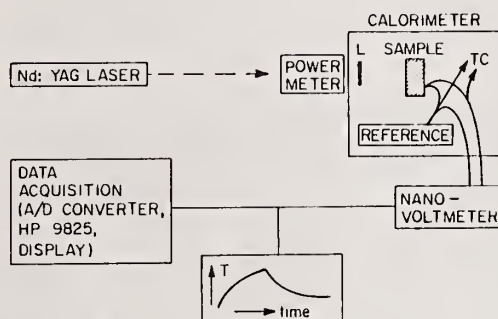 CALORIMETER
L SAMPLE
TC
Nd: YAG LASER
POWER
METER
REFERENCE
DATA
ACQUISITION
(A/D CONVERTER,
HP 9825,
DISPLAY)
NANO-
VOLTMETER
T
time